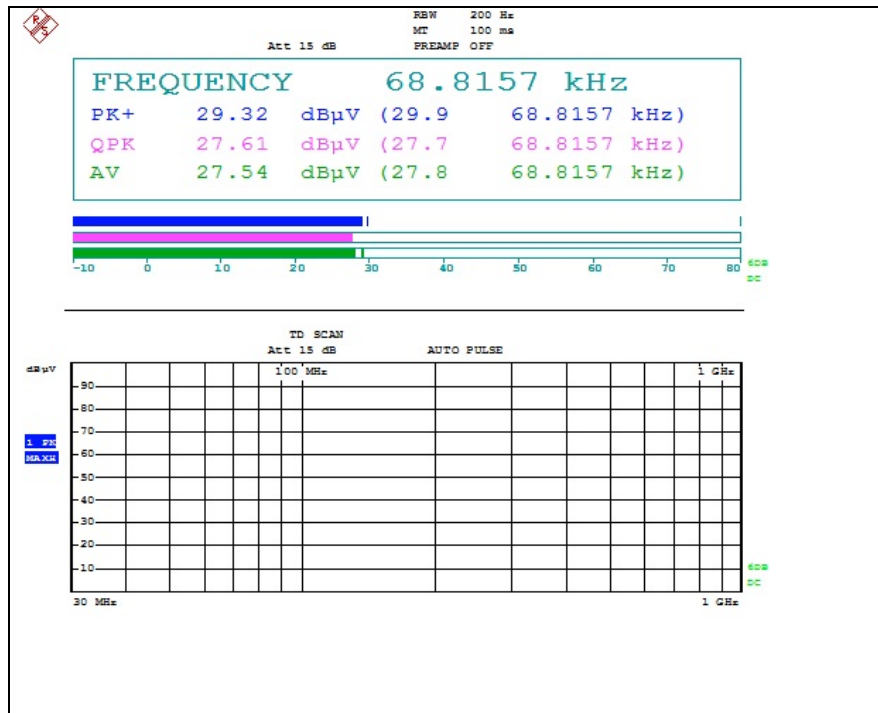 R S
RBW 200 Hz
MT 100 ms
Att 15 dB PREAMP OFF
FREQUENCY 68.8157 kHz
PK+ 29.32 dBµV (29.9 68.8157 kHz)
QPK 27.61 dBµV (27.7 68.8157 kHz)
AV 27.54 dBµV (27.8 68.8157 kHz)
-10 0 10 20 30 40 50 60 70 80
6DB
DC
TD SCAN
Att 15 dB AUTO PULSE
dBµV
100 MHz 1 GHz
90
80
70
1 PK
60
MAXH
50
40
30
20
10
6DB
DC
30 MHz 1 GHz